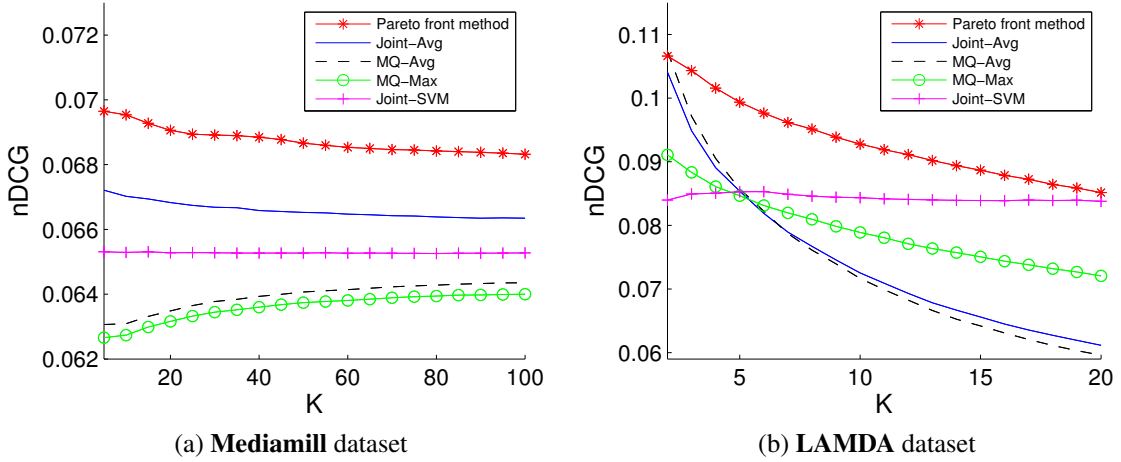 0.072
0.07
0.068
0.066
0.064
0.062
nDCG
20
40
60
80
100
K
Pareto front method
Joint−Avg
MQ−Avg
MQ−Max
Joint−SVM
(a) Mediamill dataset
0.11
0.1
0.09
0.08
0.07
0.06
nDCG
5
10
15
20
K
Pareto front method
Joint−Avg
MQ−Avg
MQ−Max
Joint−SVM
(b) LAMDA dataset